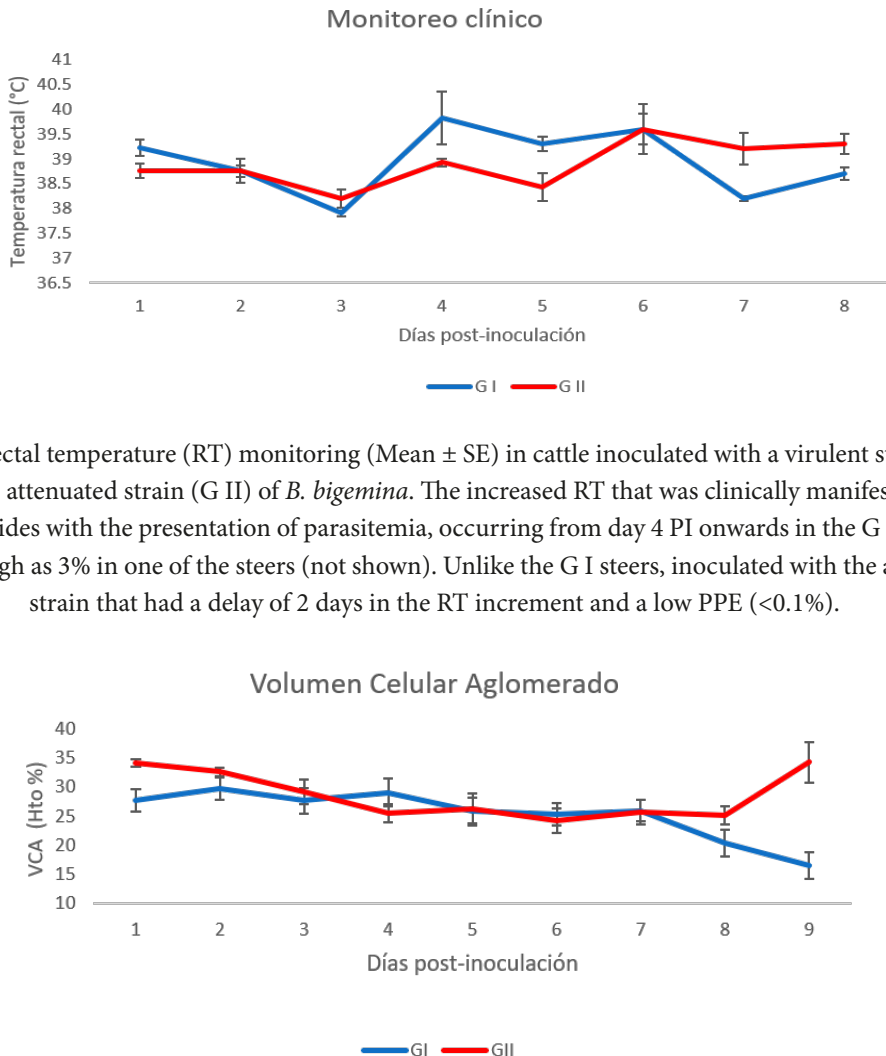 Monitoreo clínico
Temperatura rectal (°C)
41
40.5
40
39.5
39
38.5
38
37.5
37
36.5
1 2 3 4 5 6 7 8
Días post-inoculación
G I G II
rectal temperature (RT) monitoring (Mean ± SE) in cattle inoculated with a virulent
attenuated strain (G II) of B. bigemina. The increased RT that was clinically
with the presentation of parasitemia, occurring from day 4 PI onwards in the G
as 3% in one of the steers (not shown). Unlike the G I steers, inoculated with the
strain that had a delay of 2 days in the RT increment and a low PPE (<0.1%).
Volumen Celular Aglomerado
VCA (Hto %)
40
35
30
25
20
15
10
1 2 3 4 5 6 7 8 9
Días post-inoculación
GI GII